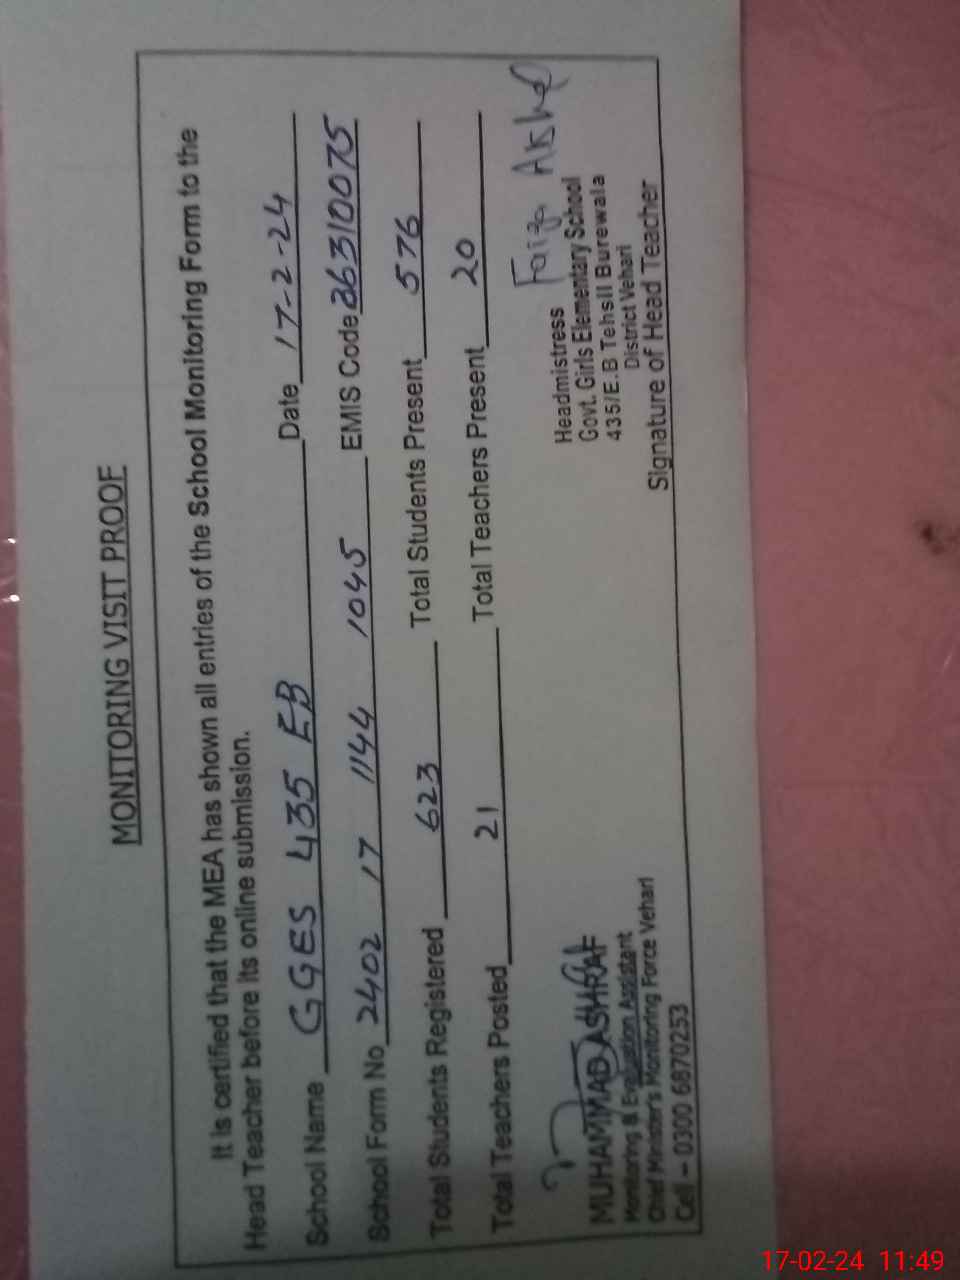 MONITORING VISIT PROOF
It is certified that the MEA has shown all entries of the School Monitoring Form to the
Head Teacher before its online submission.
School Name GGES 435 EB Date 17-2-24
School Form No 2402 17 1144 1045 EMIS Code 36310075
Total Students Registered 623 Total Students Present 576
Total Teachers Posted 21 Total Teachers Present 20
Faiza Akhtar
MUHAMMAD ASHRAF
Monitoring & Evaluation Assistant
Chief Minister's Monitoring Force Vehari
Cell - 0300 6870253
Headmistress
Govt. Girls Elementary School
435/E.B Tehsil Burewala
District Vehari
Signature of Head Teacher
17-02-24 11:49